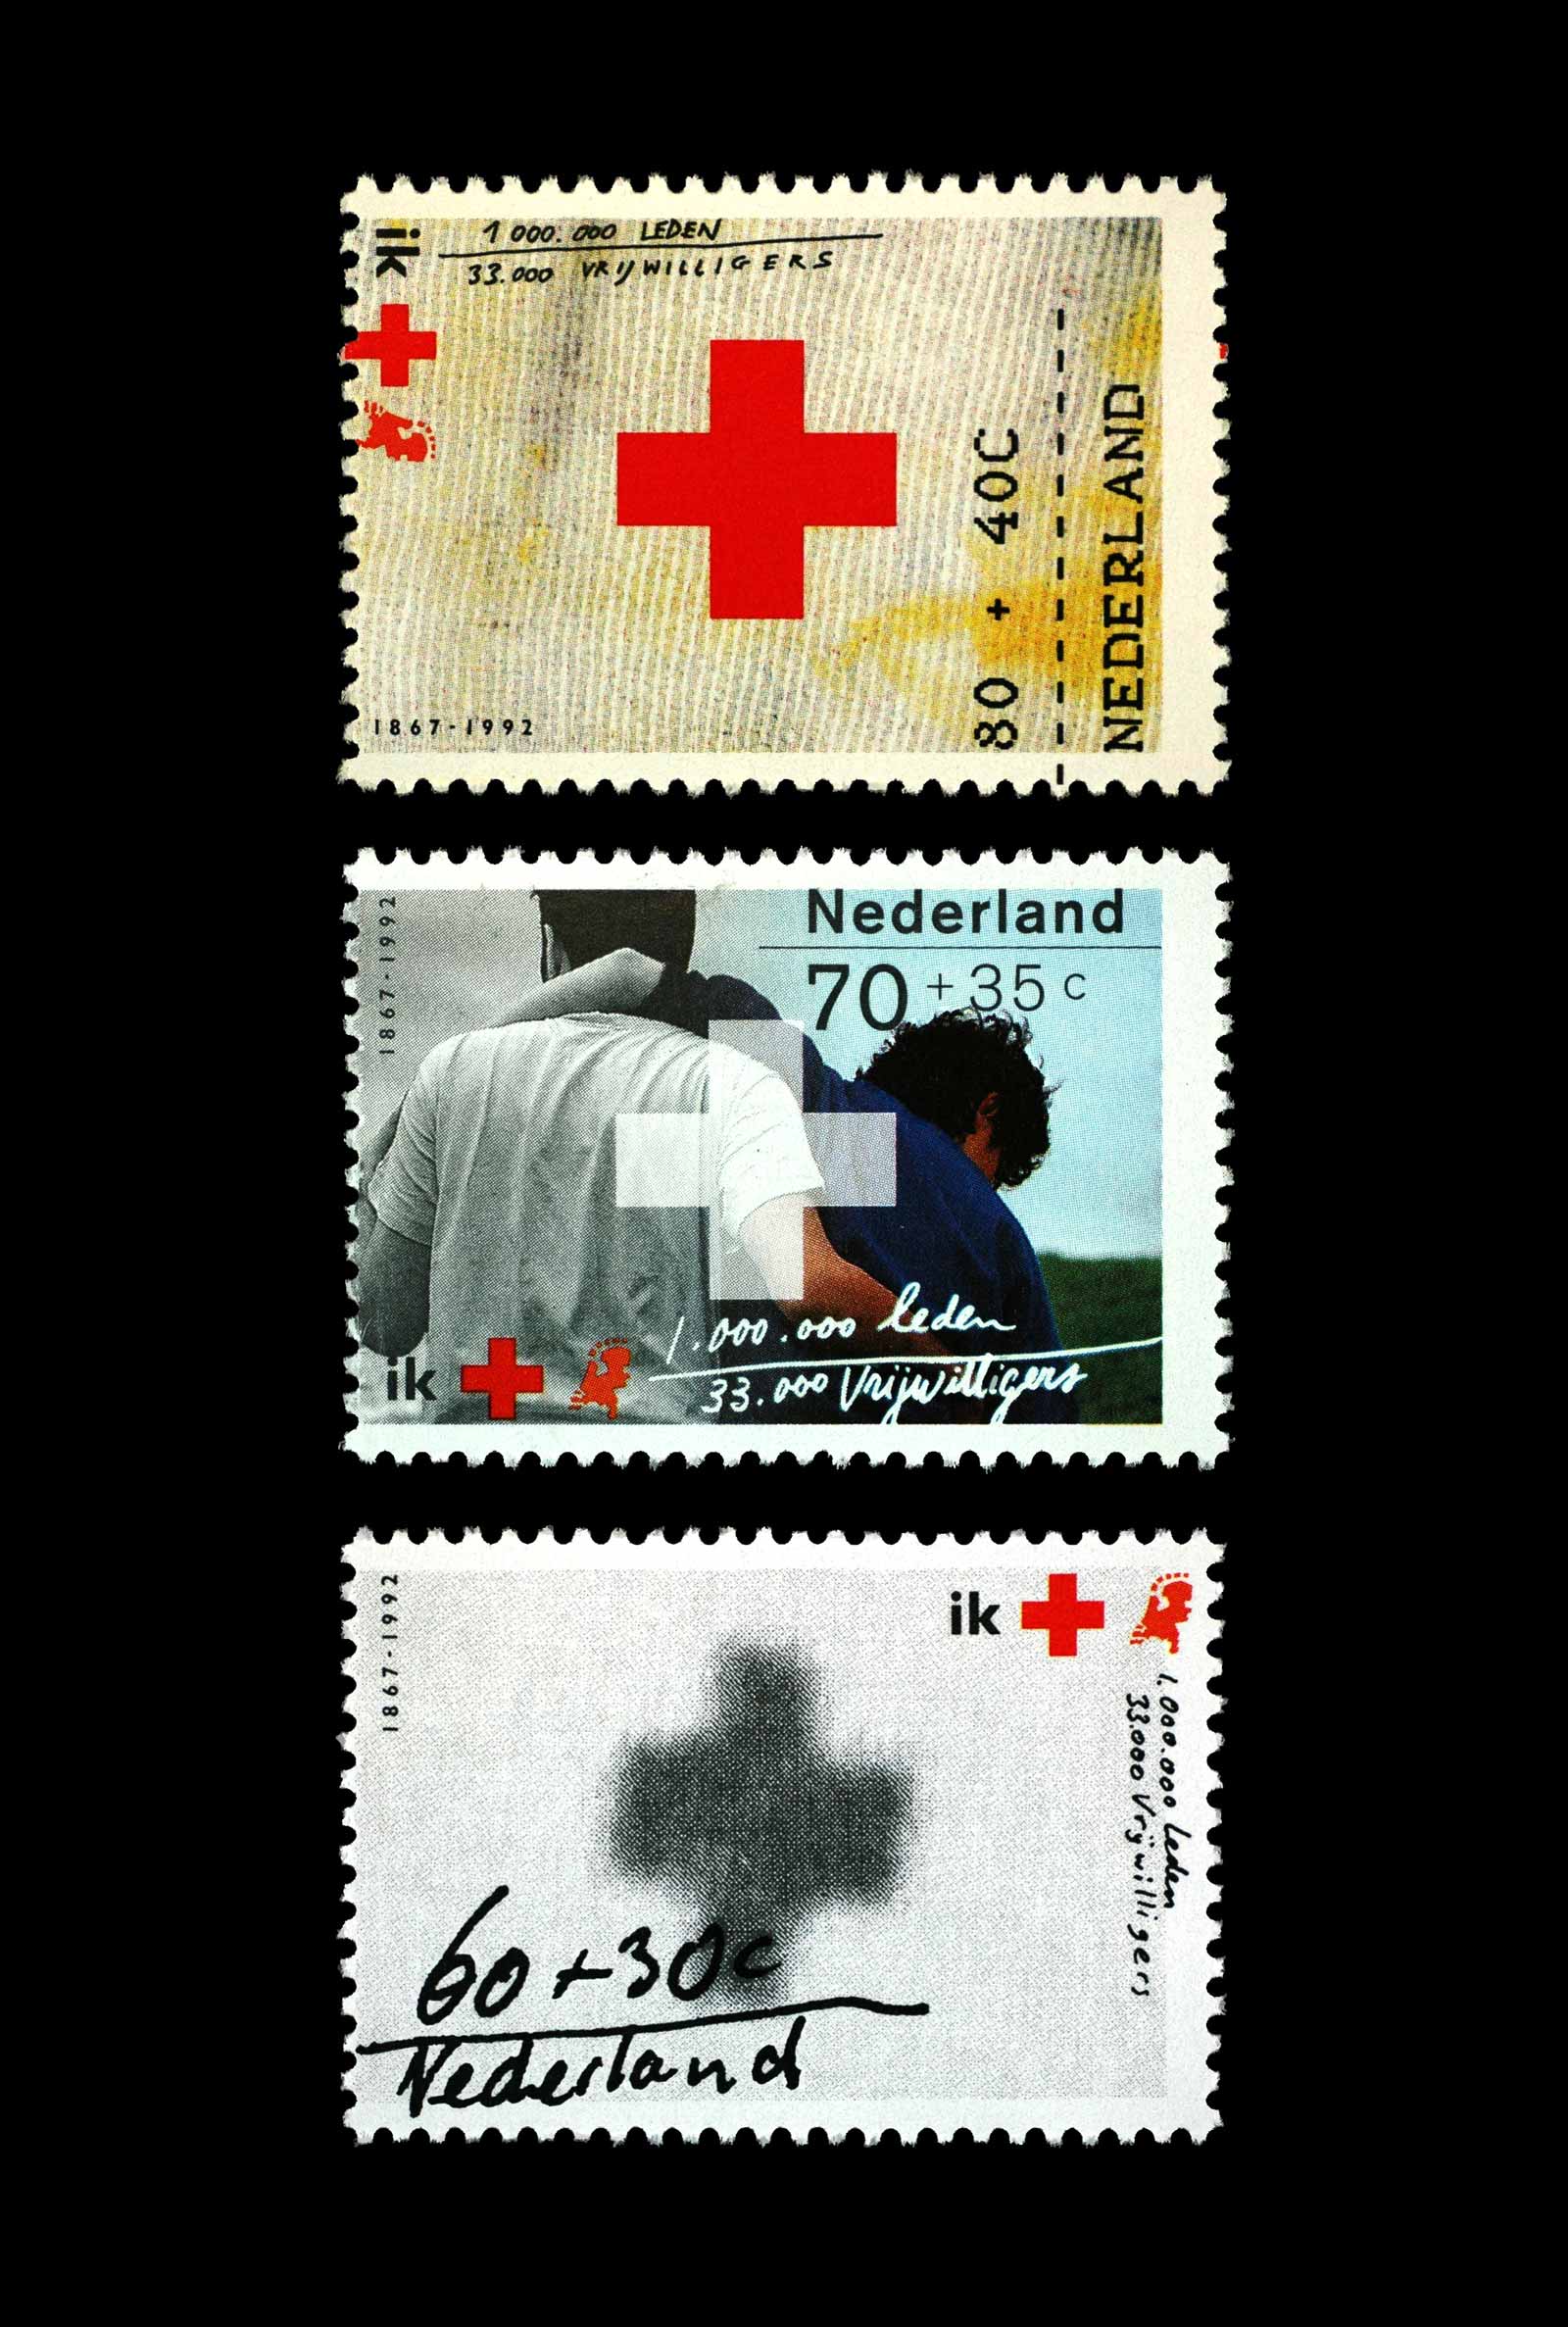 ik
1 000.000 LEDEN
33.000 VRIJWILLIGERS
80 + 40C
NEDERLAND
1867-1992
1867-1992
Nederland
70 + 35 c
1.000.000 leden
33.000 Vrijwilligers
ik
1867-1992
ik
1.000.000 leden
33.000 Vrijwilligers
60+30c
Nederland